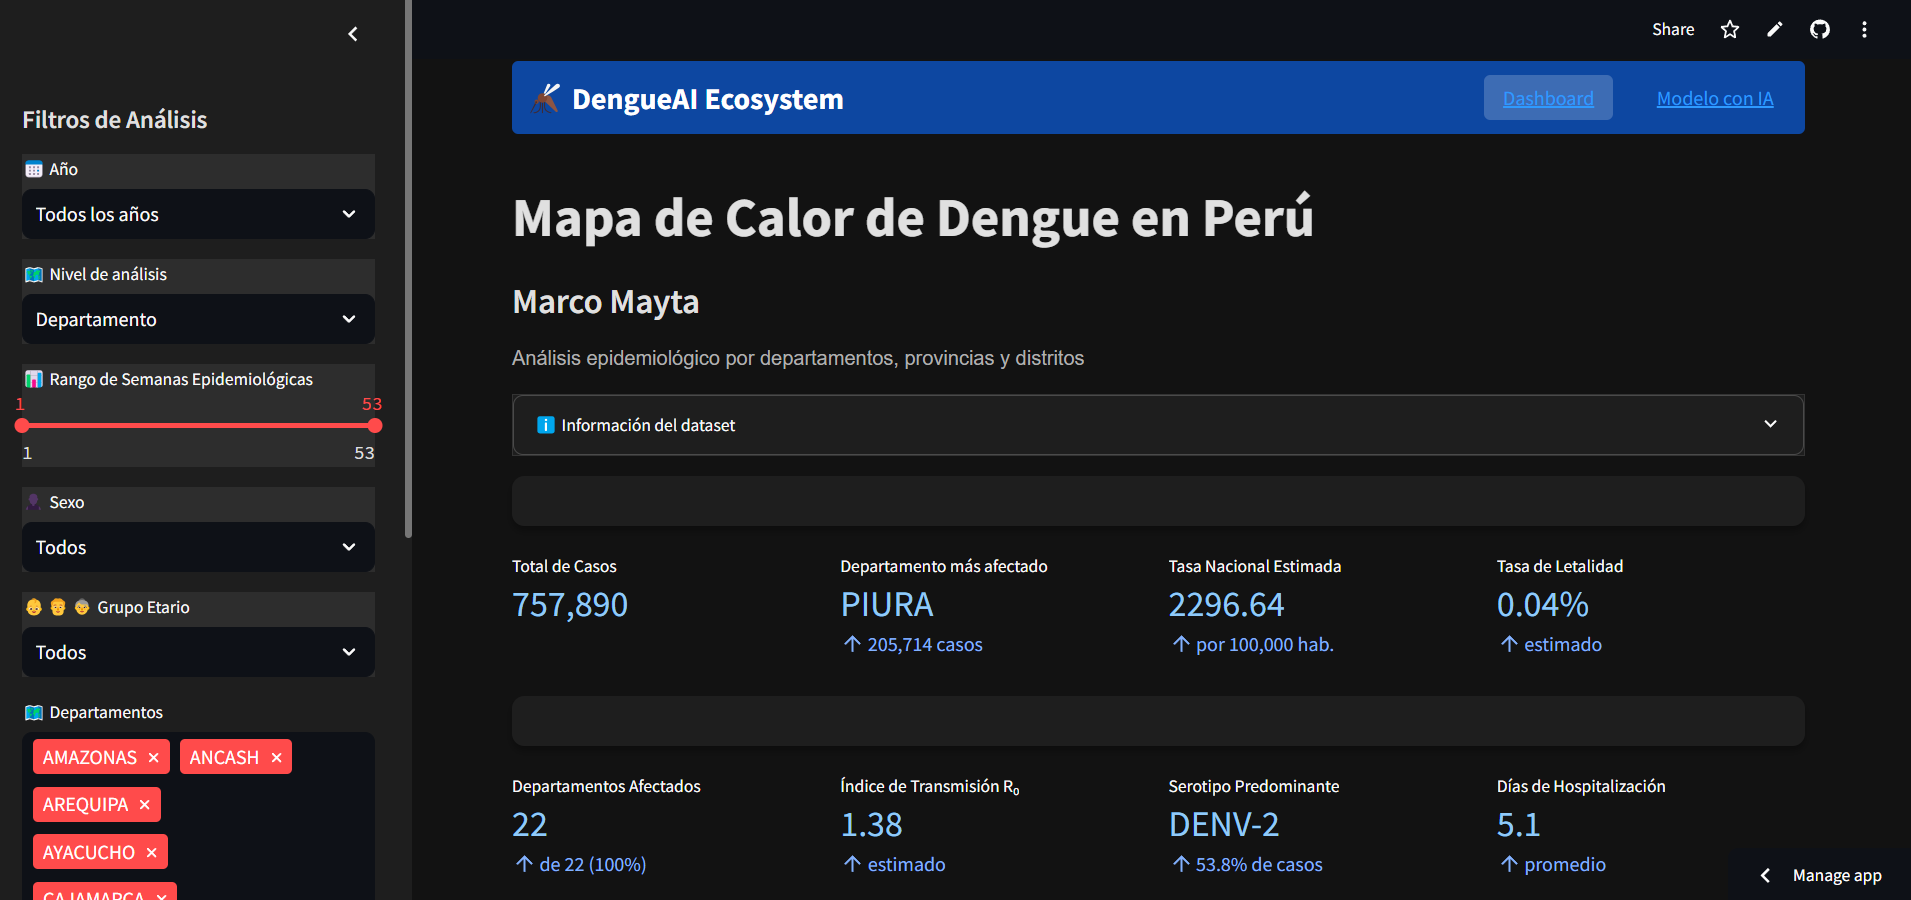 Share
Filtros de Análisis
Año
Todos los años
Nivel de análisis
Departamento
Rango de Semanas Epidemiológicas
1 53
1 53
Sexo
Todos
Grupo Etario
Todos
Departamentos
AMAZONAS × ANCASH ×
AREQUIPA ×
AYACUCHO ×
CAJAMARCA ×
DengueAI Ecosystem
Dashboard Modelo con IA
Mapa de Calor de Dengue en Perú
Marco Mayta
Análisis epidemiológico por departamentos, provincias y distritos
i Información del dataset
Total de Casos Departamento más afectado Tasa Nacional Estimada Tasa de Letalidad
757,890 PIURA 2296.64 0.04%
↑ 205,714 casos ↑ por 100,000 hab. ↑ estimado
Departamentos Afectados Índice de Transmisión R₀ Serotipo Predominante Días de Hospitalización
22 1.38 DENV-2 5.1
↑ de 22 (100%) ↑ estimado ↑ 53.8% de casos ↑ promedio
Manage app